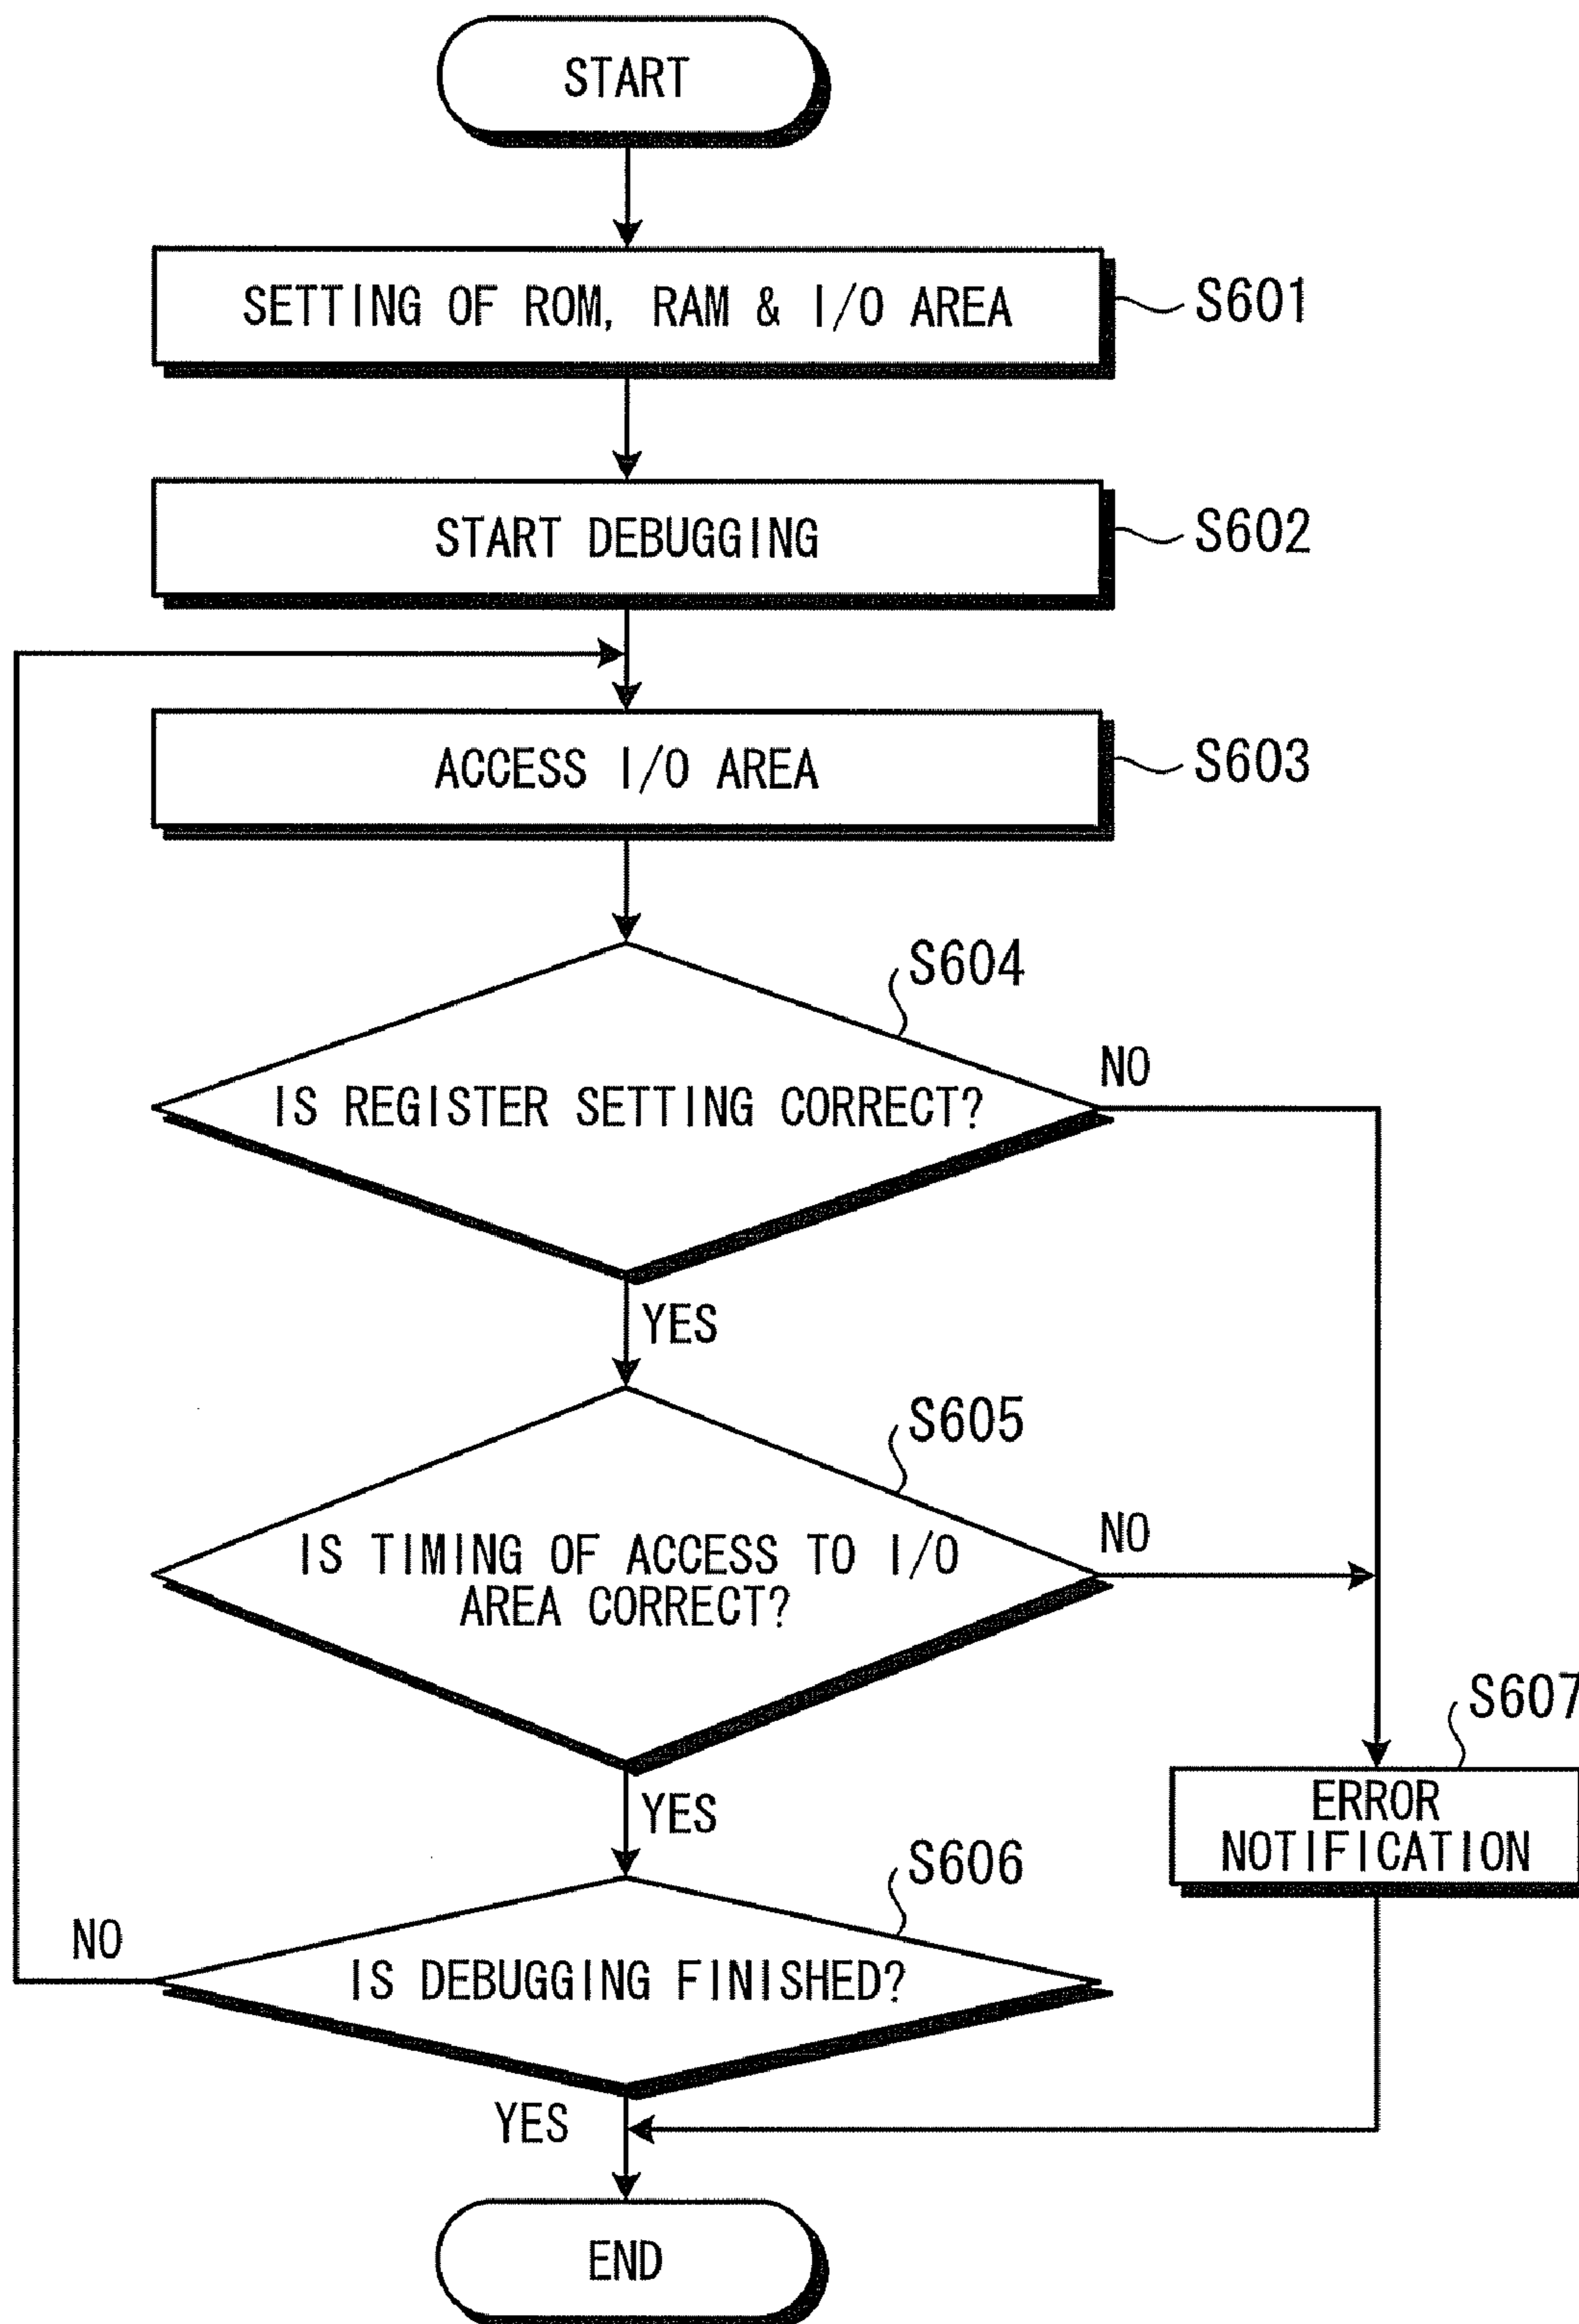 START
SETTING OF ROM, RAM & I/O AREA
S601
START DEBUGGING
S602
ACCESS I/O AREA
S603
S604
IS REGISTER SETTING CORRECT?
NO
YES
S605
IS TIMING OF ACCESS TO I/O
AREA CORRECT?
NO
YES
S607
ERROR
NOTIFICATION
S606
IS DEBUGGING FINISHED?
NO
YES
END